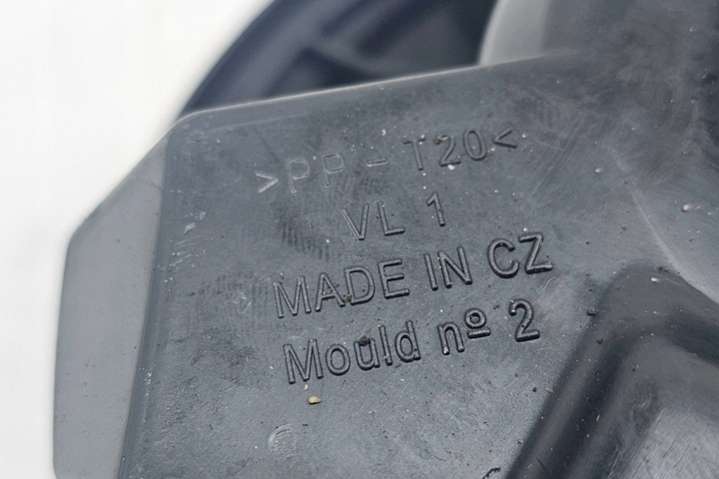 >PP-T20<
VL 1
MADE IN CZ
Mould nº 2